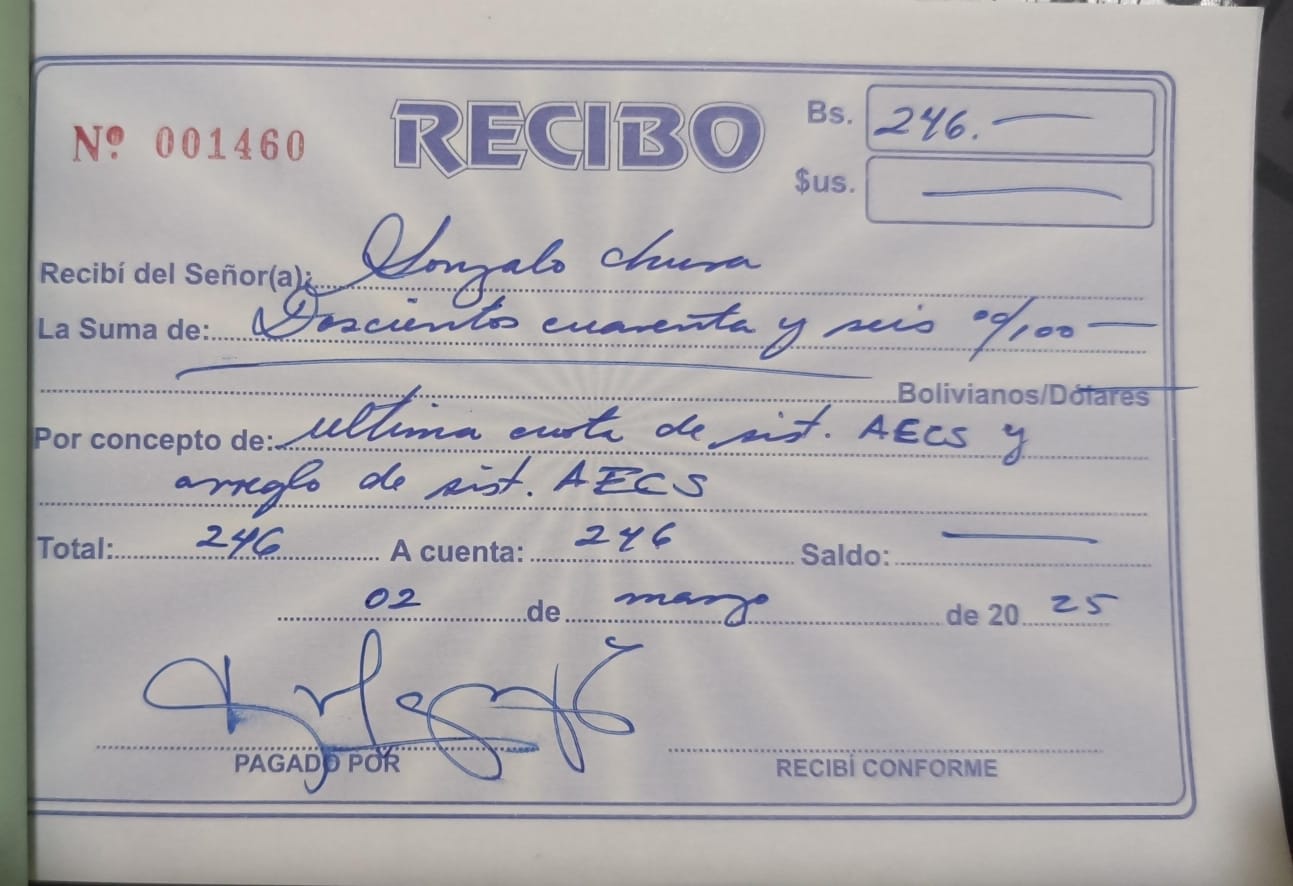 Nº 001460
RECIBO
Bs. 246.
$us.
Recibí del Señor(a): Gonzalo Chura
La Suma de: Doscientos cuarenta y seis 00/100
Bolivianos/Dólares
Por concepto de: ultima cuota de sist. AECS y
arreglo de sist. AECS
Total: 246 A cuenta: 246 Saldo:
02 de marzo de 20 25
PAGADO POR
RECIBÍ CONFORME